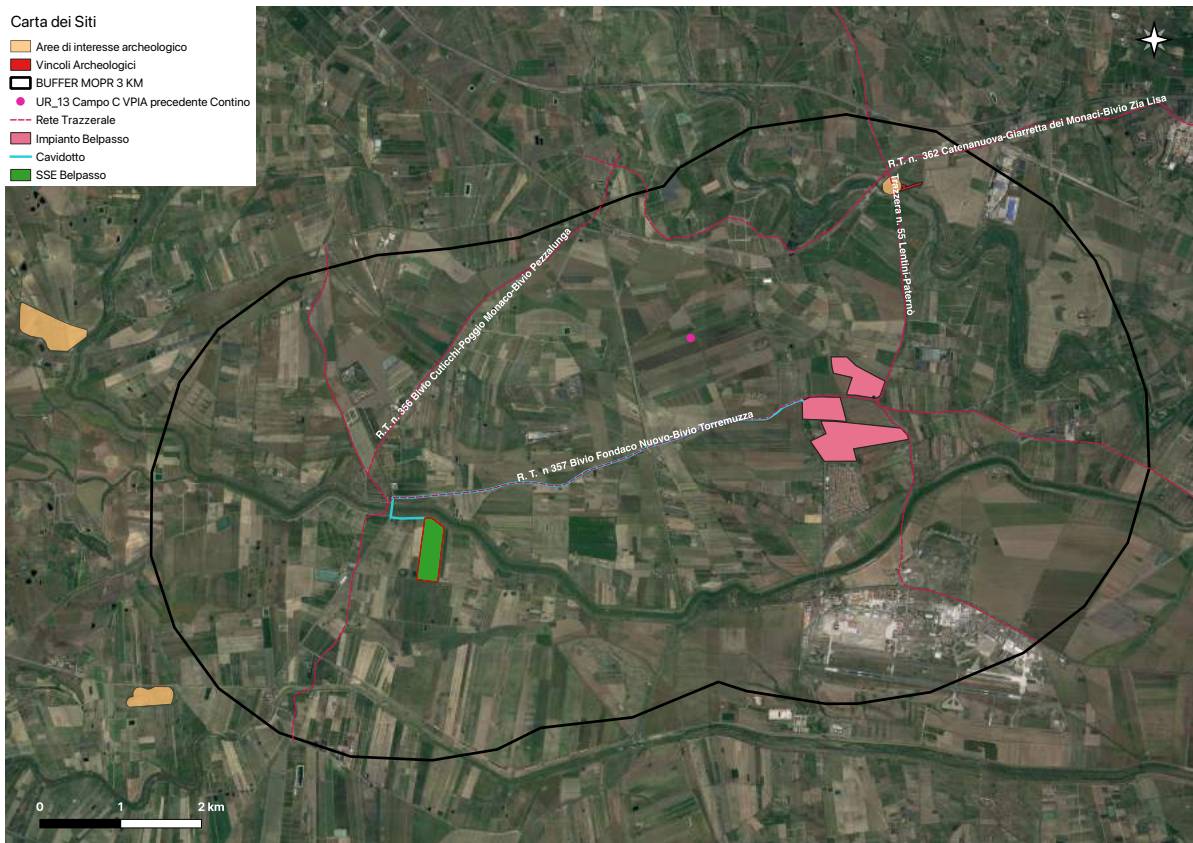 Carta dei Siti
Aree di interesse archeologico
Vincoli Archeologici
BUFFER MOPR 3 KM
UR_13 Campo C VPIA precedente Contino
Rete Trazzerale
Impianto Belpasso
Cavidotto
SSE Belpasso
R.T. n. 362 Catenanuova-Giarretta dei Monaci-Bivio Zia Lisa
Trazzera n. 55 Lentini-Paternò
R.T. n. 356 Bivio Cuticchi-Poggio Monaco-Bivio Pezzalunga
R. T. n 357 Bivio Fondaco Nuovo-Bivio Torremuzza
0 1 2 km